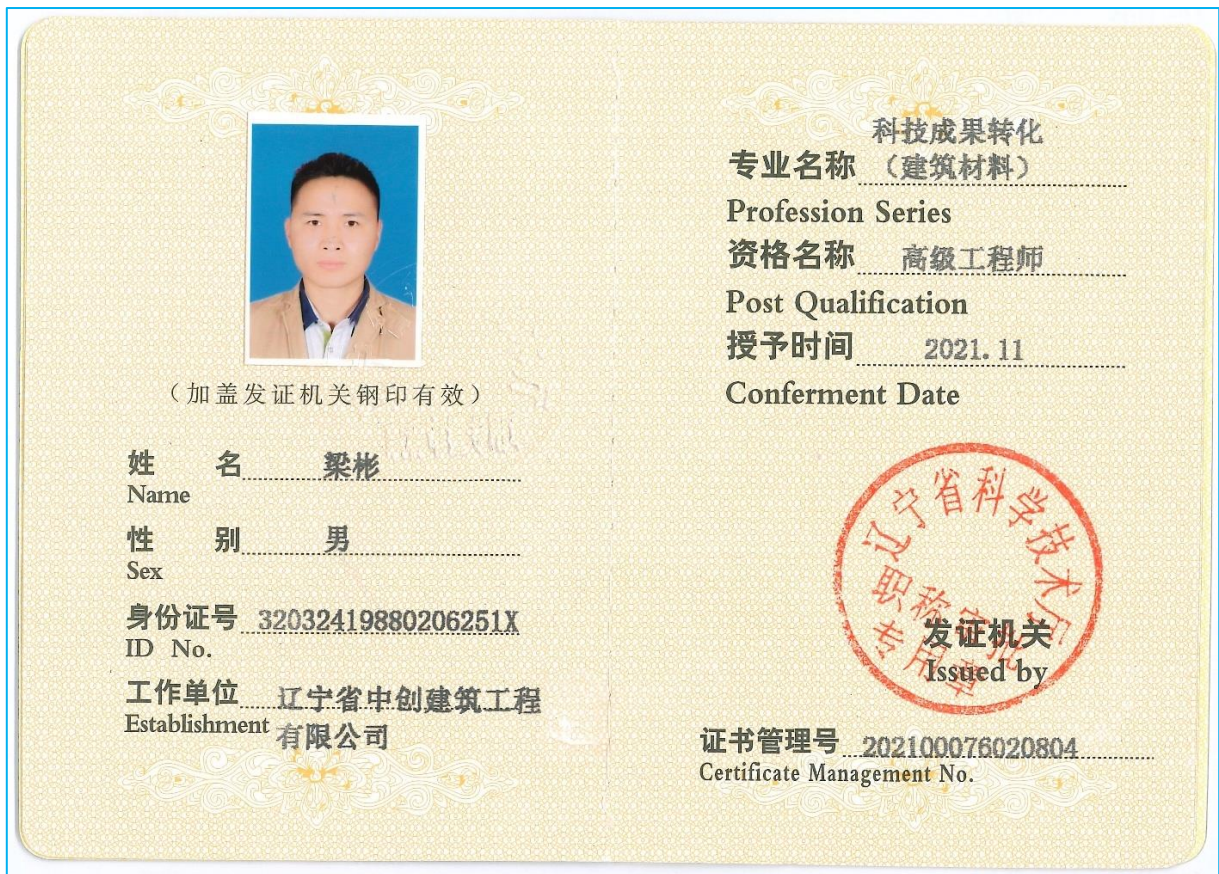 （加盖发证机关钢印有效）
姓 名 梁彬
Name
性 别 男
Sex
身份证号 32032419880206251X
ID No.
工作单位 辽宁省中创建筑工程
Establishment 有限公司
科技成果转化
专业名称 （建筑材料）
Profession Series
资格名称 高级工程师
Post Qualification
授予时间 2021.11
Conferment Date
辽宁省科学技术厅
职称审批
专用章
发证机关
Issued by
证书管理号 202100076020804
Certificate Management No.